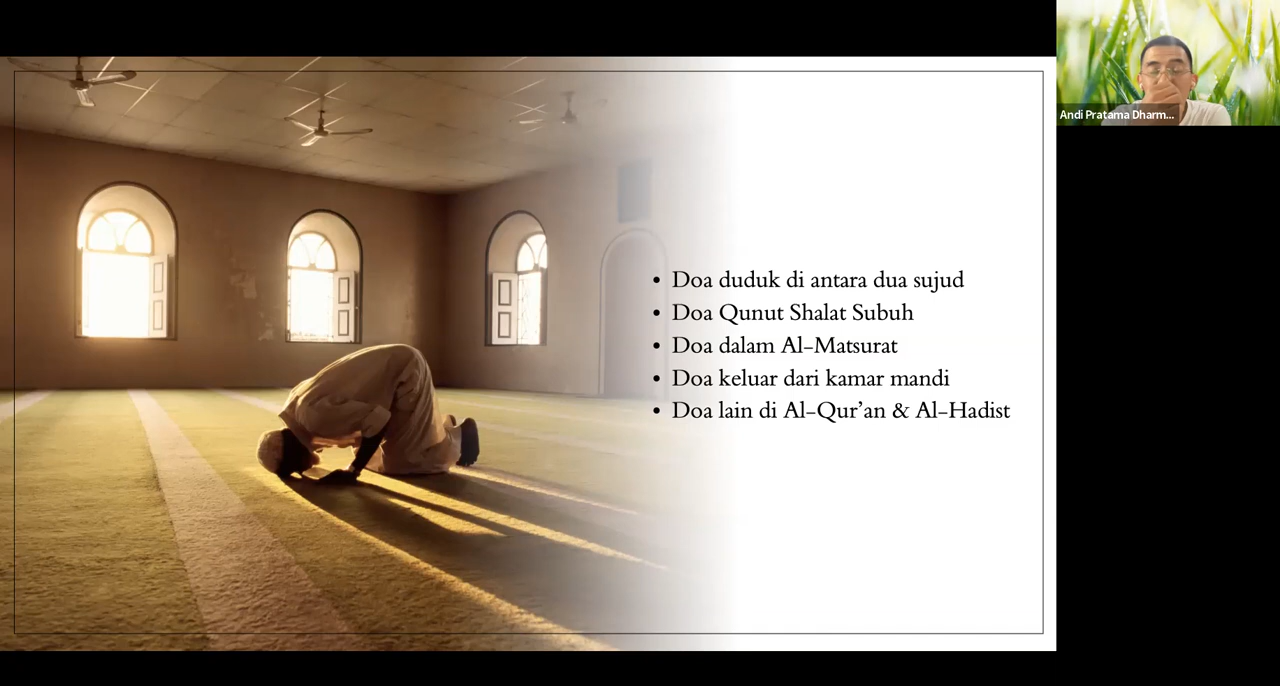 Andi Pratama Dharm...
• Doa duduk di antara dua sujud
• Doa Qunut Shalat Subuh
• Doa dalam Al-Matsurat
• Doa keluar dari kamar mandi
• Doa lain di Al-Qur’an & Al-Hadist